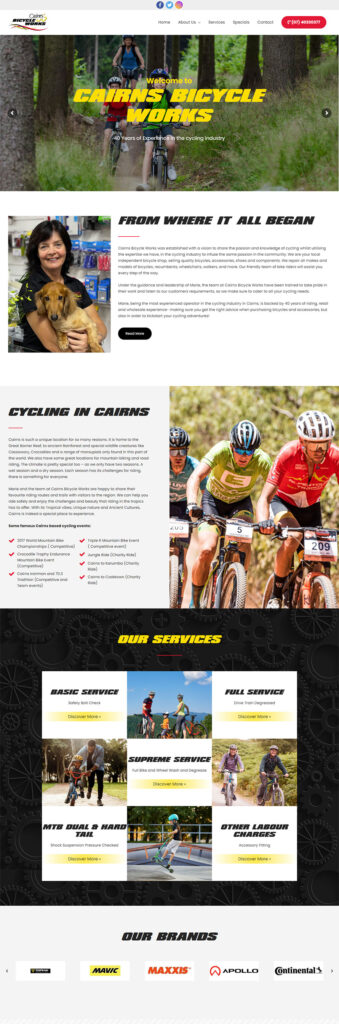 Cairns
BICYCLE
WORKS
Home
About Us
Services
Specials
Contact
(07) 40330077
Welcome to
CAIRNS BICYCLE
WORKS
40 Years of Experience in the cycling industry
FROM WHERE IT ALL BEGAN
Cairns Bicycle Works was established with a vision to share the passion and knowledge of cycling whilst utilising
the expertise we have, in the cycling industry to infuse the same passion in the community. We are your local
independent bicycle shop, selling quality bicycles, accessories, shoes and components. We repair all makes and
models of bicycles, mountaineers, wheelchairs, walkers, and more. Our friendly team of bike riders will assist you
every step of the way.
Under the guidance and leadership of Maria, the team at Cairns Bicycle Works have been trained to take pride in
their work and listen to our customers requirements, so we make sure to cater to all your cycling needs.
Maria, being the most experienced operator in the cycling industry in Cairns, is backed by 40 years of riding, retail
and wholesale experience - making sure you get the right advice when purchasing bicycles and accessories, but
also in order to kickstart your cycling adventures!
Read More
CYCLING IN CAIRNS
Cairns is such a unique location for so many reasons. It is home to the
Great Barrier Reef, to ancient Rainforest and special wildlife creatures like
Cassowary, Crocodiles and a range of marsupials only found in this part of
the world. We also have some great locations for mountain biking and road
riding. The climate is pretty special too – as we only have two seasons. A
wet season and a dry season. Each season has its challenges for riding,
there is something for everyone.
Maria and the team at Cairns Bicycle Works are happy to share their
favourite riding routes and trails with visitors to the region. We can help you
ride safely and enjoy the challenges and beauty that riding in the tropics
has to offer. With its' tropical vibes, Unique nature and Ancient Cultures,
Cairns is indeed a special place to experience.
Some famous Cairns based cycling events:
2017 World Mountain Bike
Championships ( Competitive)
Crocodile Trophy Endurance
Mountain Bike Event
(Competitive)
Cairns Ironman and 70.3
Triathlon (Competitive and
Team events)
Triple R Mountain Bike Event
( Competitive event)
Jungle Ride (Charity Ride)
Cairns to Karumba (Charity
Ride)
Cairns to Cooktown (Charity
Ride)
5
209
OUR SERVICES
BASIC SERVICE
Safety Bolt Check
Discover More »
FULL SERVICE
Drive Train Degreased
Discover More »
SUPREME SERVICE
Full Bike and Wheel Wash and Degrease
Discover More »
MTB DUAL & HARD
TAIL
Shock Suspension Pressure Checked
Discover More »
OTHER LABOUR
CHARGES
Accessory Fitting
Discover More »
OUR BRANDS
MAVIC
MAXXIS
APOLLO
Continental